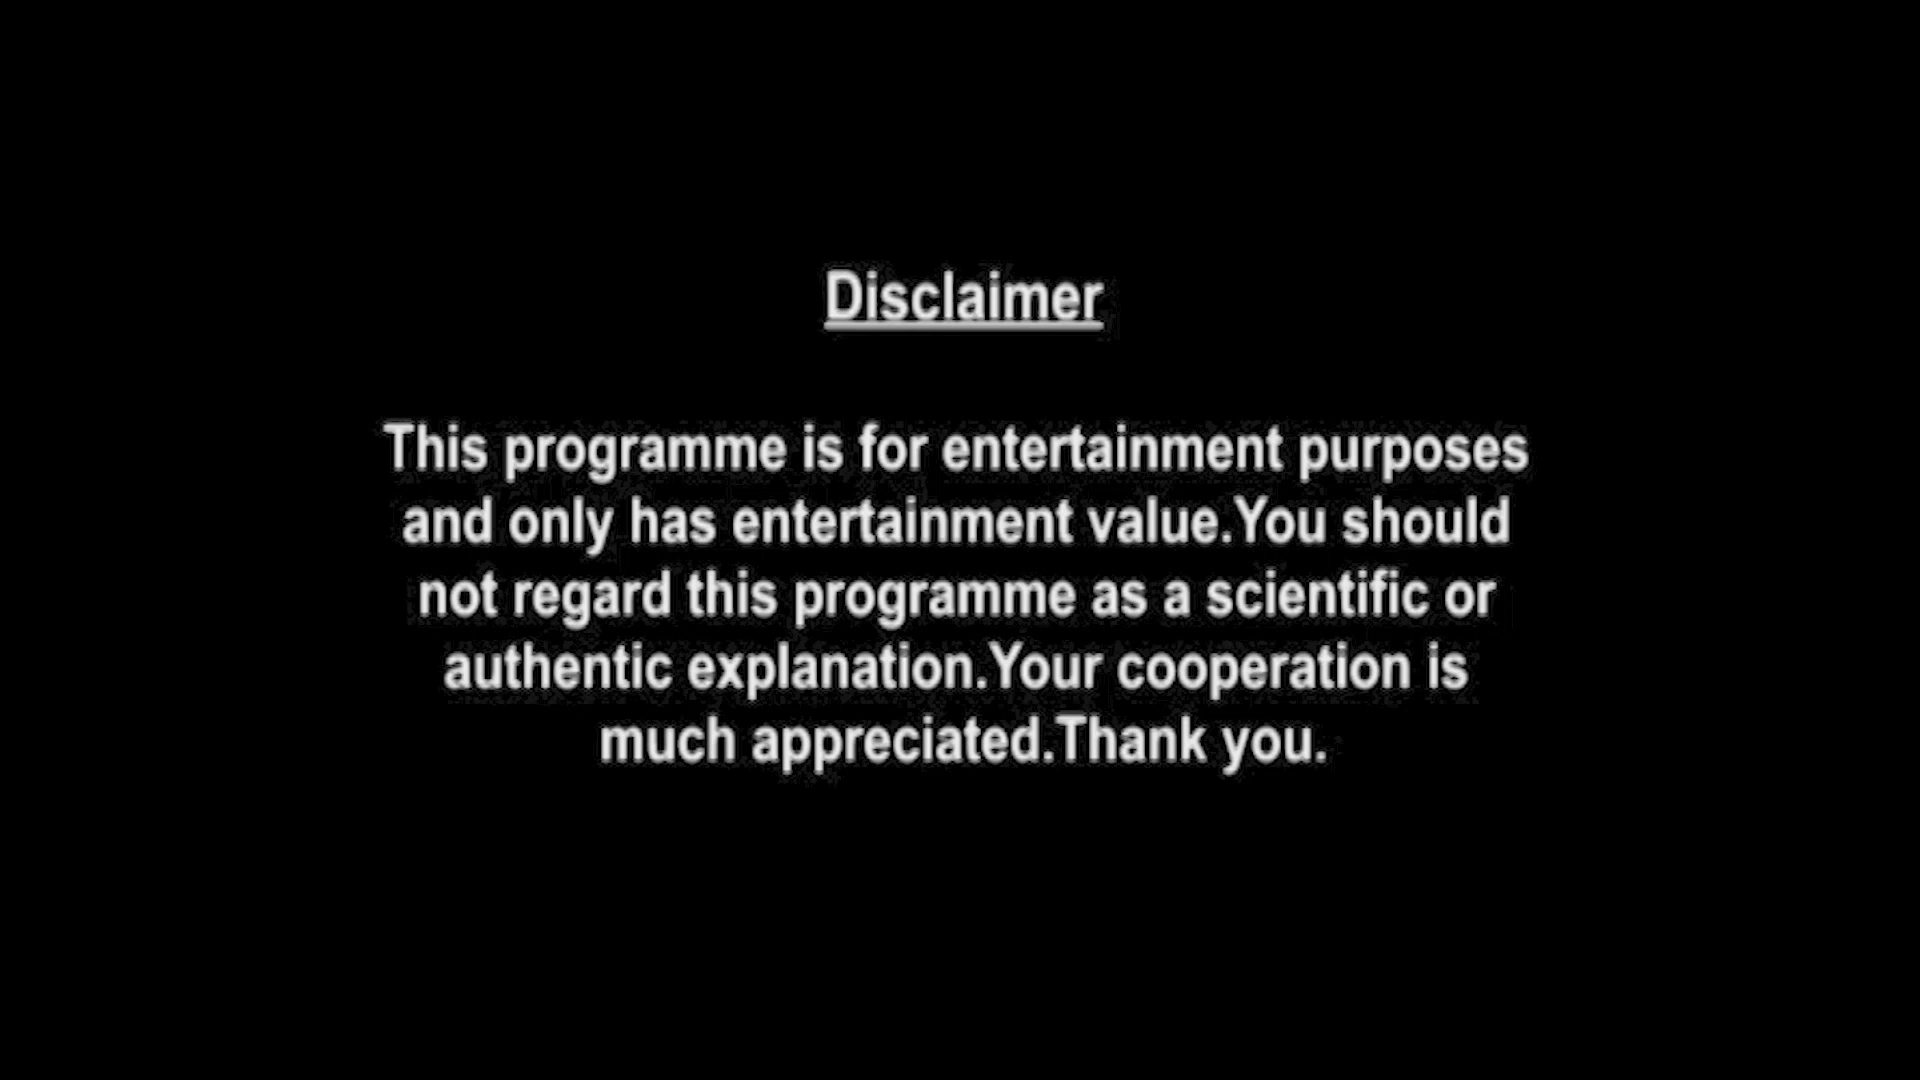 Disclaimer
This programme is for entertainment purposes
and only has entertainment value.You should
not regard this programme as a scientific or
authentic explanation.Your cooperation is
much appreciated.Thank you.